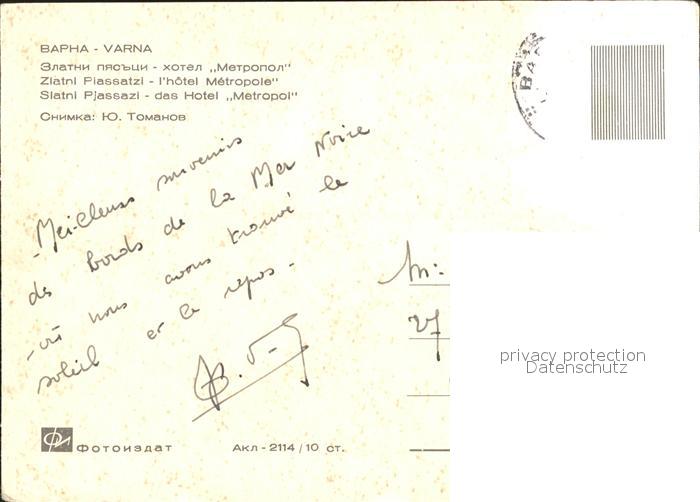 ВАРНА - VARNA
Златни пясъци - хотел „Метропол"
Zlatni Piassatzi - l'hôtel Métropole"
Slatni Pjassazi - das Hotel „Metropol"
Снимка: Ю. Томанов
Meilleurs souvenirs
des bords de la Mer Noire
- où nous avons trouvé le
soleil et le repos -
27
privacy protection
Datenschutz
Фотоиздат
Акл - 2114/10 ст.